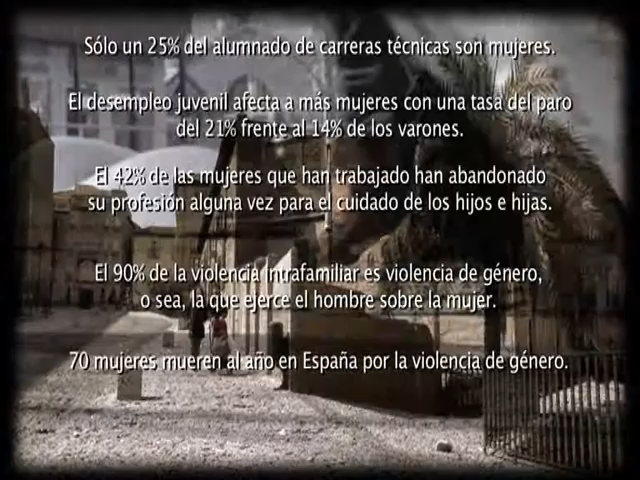 Sólo un 25% del alumnado de carreras técnicas son mujeres.
El desempleo juvenil afecta a más mujeres con una tasa del paro
del 21% frente al 14% de los varones.
El 42% de las mujeres que han trabajado han abandonado
su profesión alguna vez para el cuidado de los hijos e hijas.
El 90% de la violencia intrafamiliar es violencia de género,
o sea, la que ejerce el hombre sobre la mujer.
70 mujeres mueren al año en España por la violencia de género.